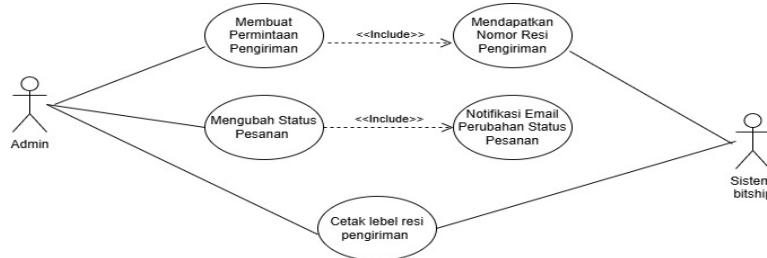 Membuat
Permintaan
Pengiriman
<<Include>>
Mendapatkan
Nomor Resi
Pengiriman
Admin
Mengubah Status
Pesanan
<<Include>>
Notifikasi Email
Perubahan Status
Pesanan
Sistem
bitship
Cetak lebel resi
pengiriman